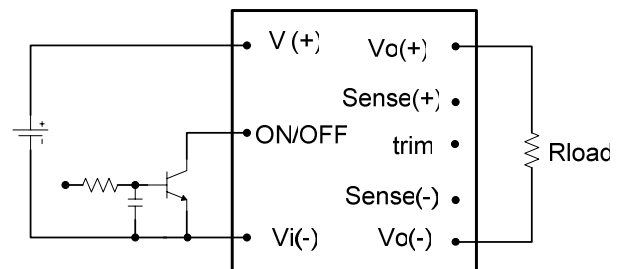 V (+)
Vo(+)
Sense(+)
ON/OFF
trim
Rload
Sense(-)
Vi(-)
Vo(-)
+
-